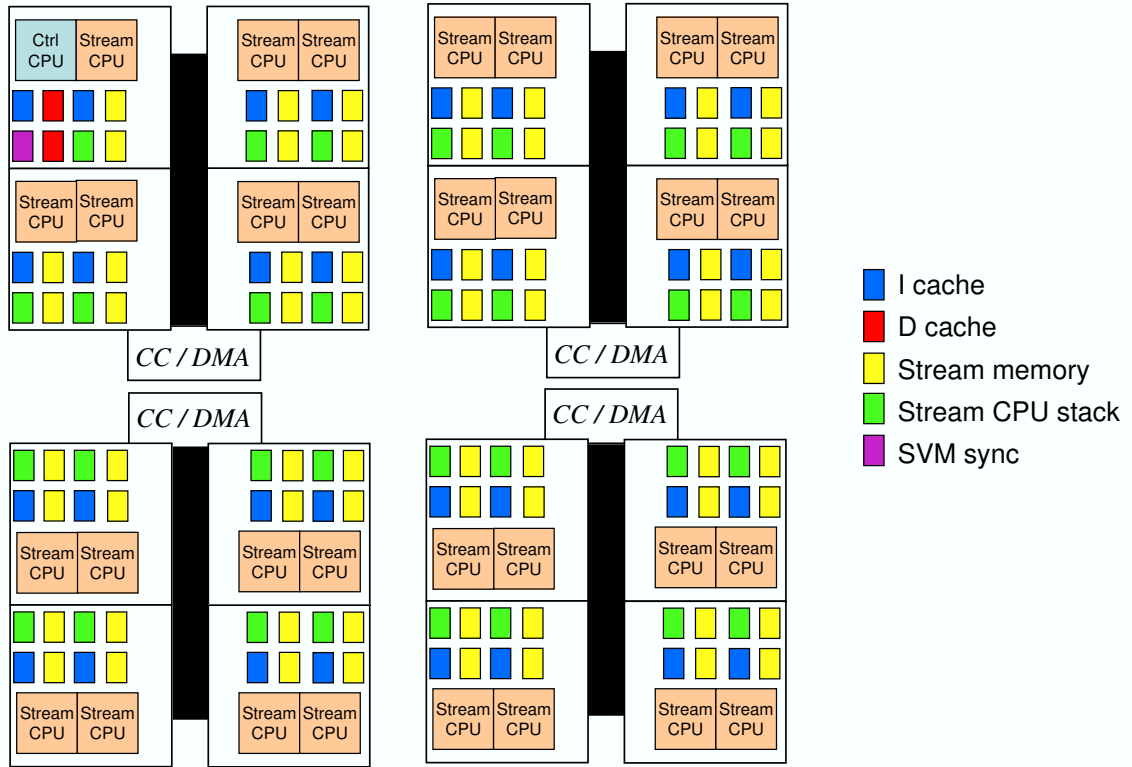 Ctrl
CPU
Stream
CPU
Stream
CPU
Stream
CPU
Stream
CPU
Stream
CPU
Stream
CPU
Stream
CPU
Stream
CPU
Stream
CPU
Stream
CPU
Stream
CPU
Stream
CPU
Stream
CPU
Stream
CPU
Stream
CPU
CC / DMA
CC / DMA
CC / DMA
CC / DMA
Stream
CPU
Stream
CPU
Stream
CPU
Stream
CPU
Stream
CPU
Stream
CPU
Stream
CPU
Stream
CPU
Stream
CPU
Stream
CPU
Stream
CPU
Stream
CPU
Stream
CPU
Stream
CPU
Stream
CPU
Stream
CPU
I cache
D cache
Stream memory
Stream CPU stack
SVM sync